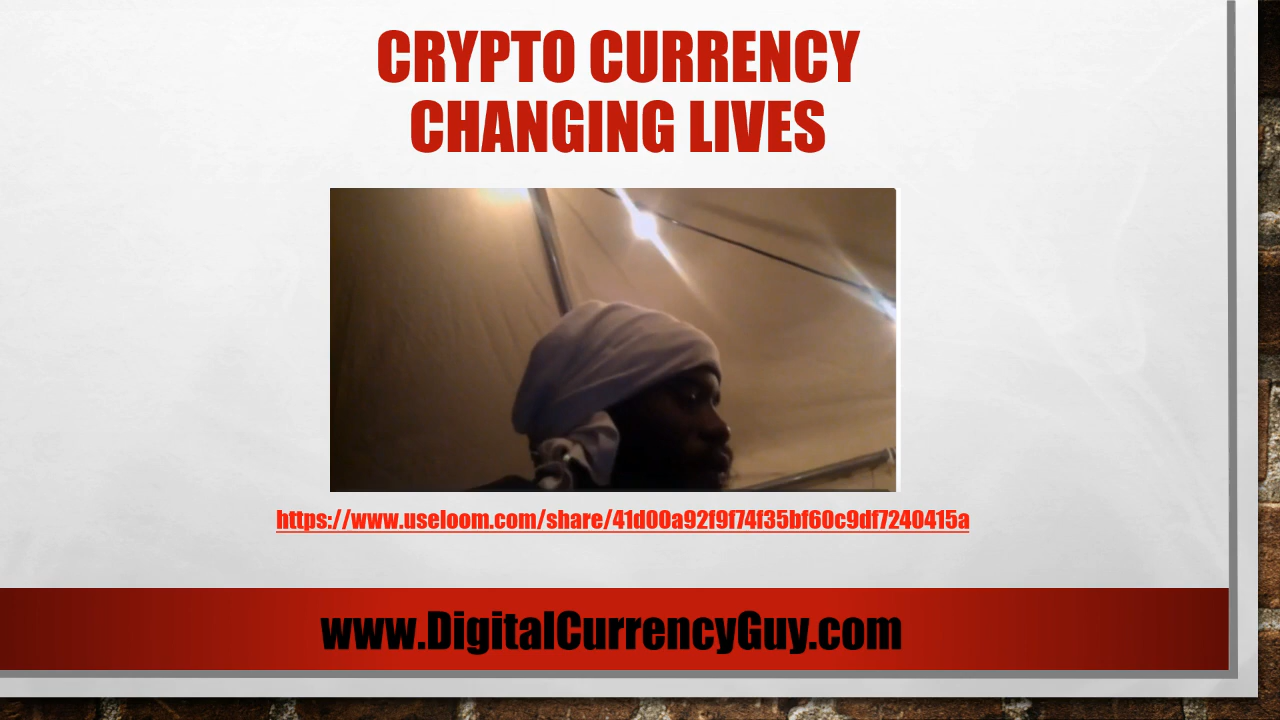 CRYPTO CURRENCY
CHANGING LIVES
https://www.useloom.com/share/41d00a92f9f74f35bf60c9df7240415a
www.DigitalCurrencyGuy.com